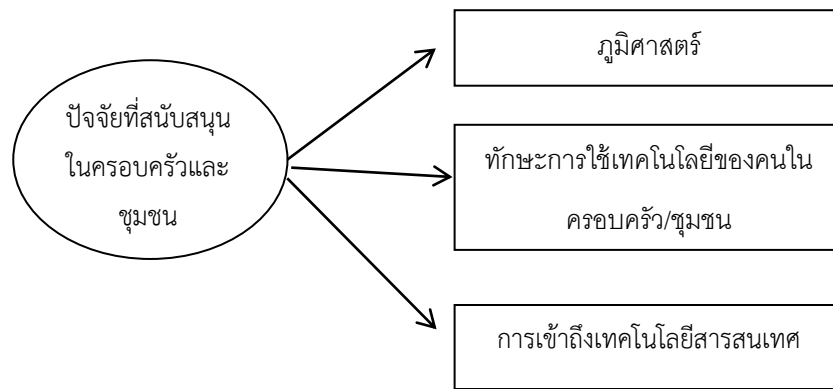 ปัจจัยที่สนับสนุน
ในครอบครัวและ
ชุมชน
ภูมิศาสตร์
ทักษะการใช้เทคโนโลยีของคนใน
ครอบครัว/ชุมชน
การเข้าถึงเทคโนโลยีสารสนเทศ